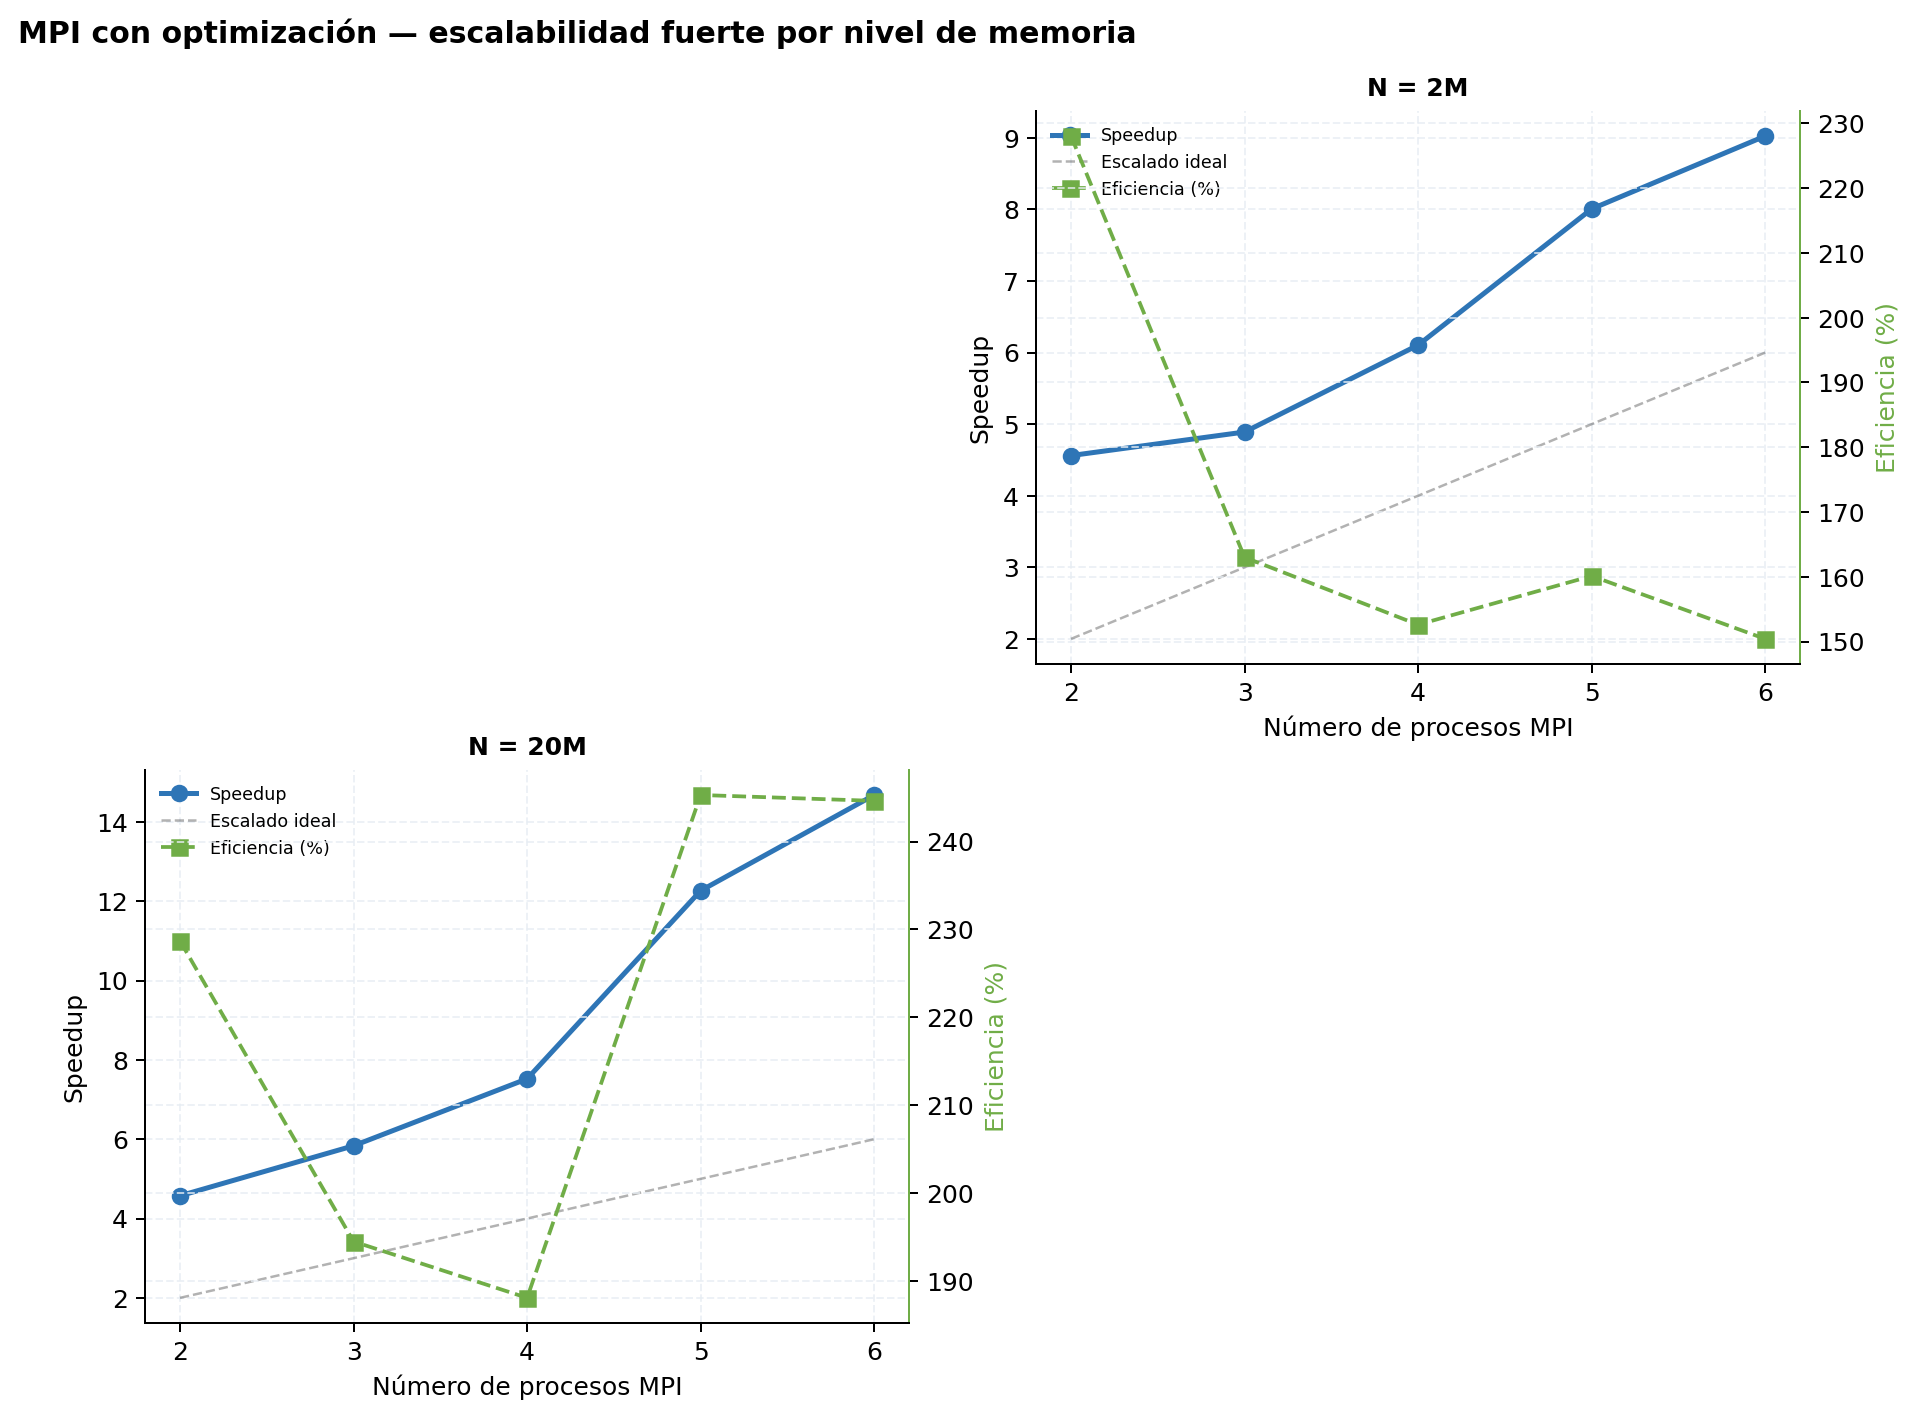 MPI con optimización — escalabilidad fuerte por nivel de memoria
N = 2M
Speedup
Escalado ideal
Eficiencia (%)
9
8
7
6
5
4
3
2
Speedup
230
220
210
200
190
180
170
160
150
Eficiencia (%)
2 3 4 5 6
Número de procesos MPI
N = 20M
Speedup
Escalado ideal
Eficiencia (%)
14
12
10
8
6
4
2
Speedup
240
230
220
210
200
190
Eficiencia (%)
2 3 4 5 6
Número de procesos MPI